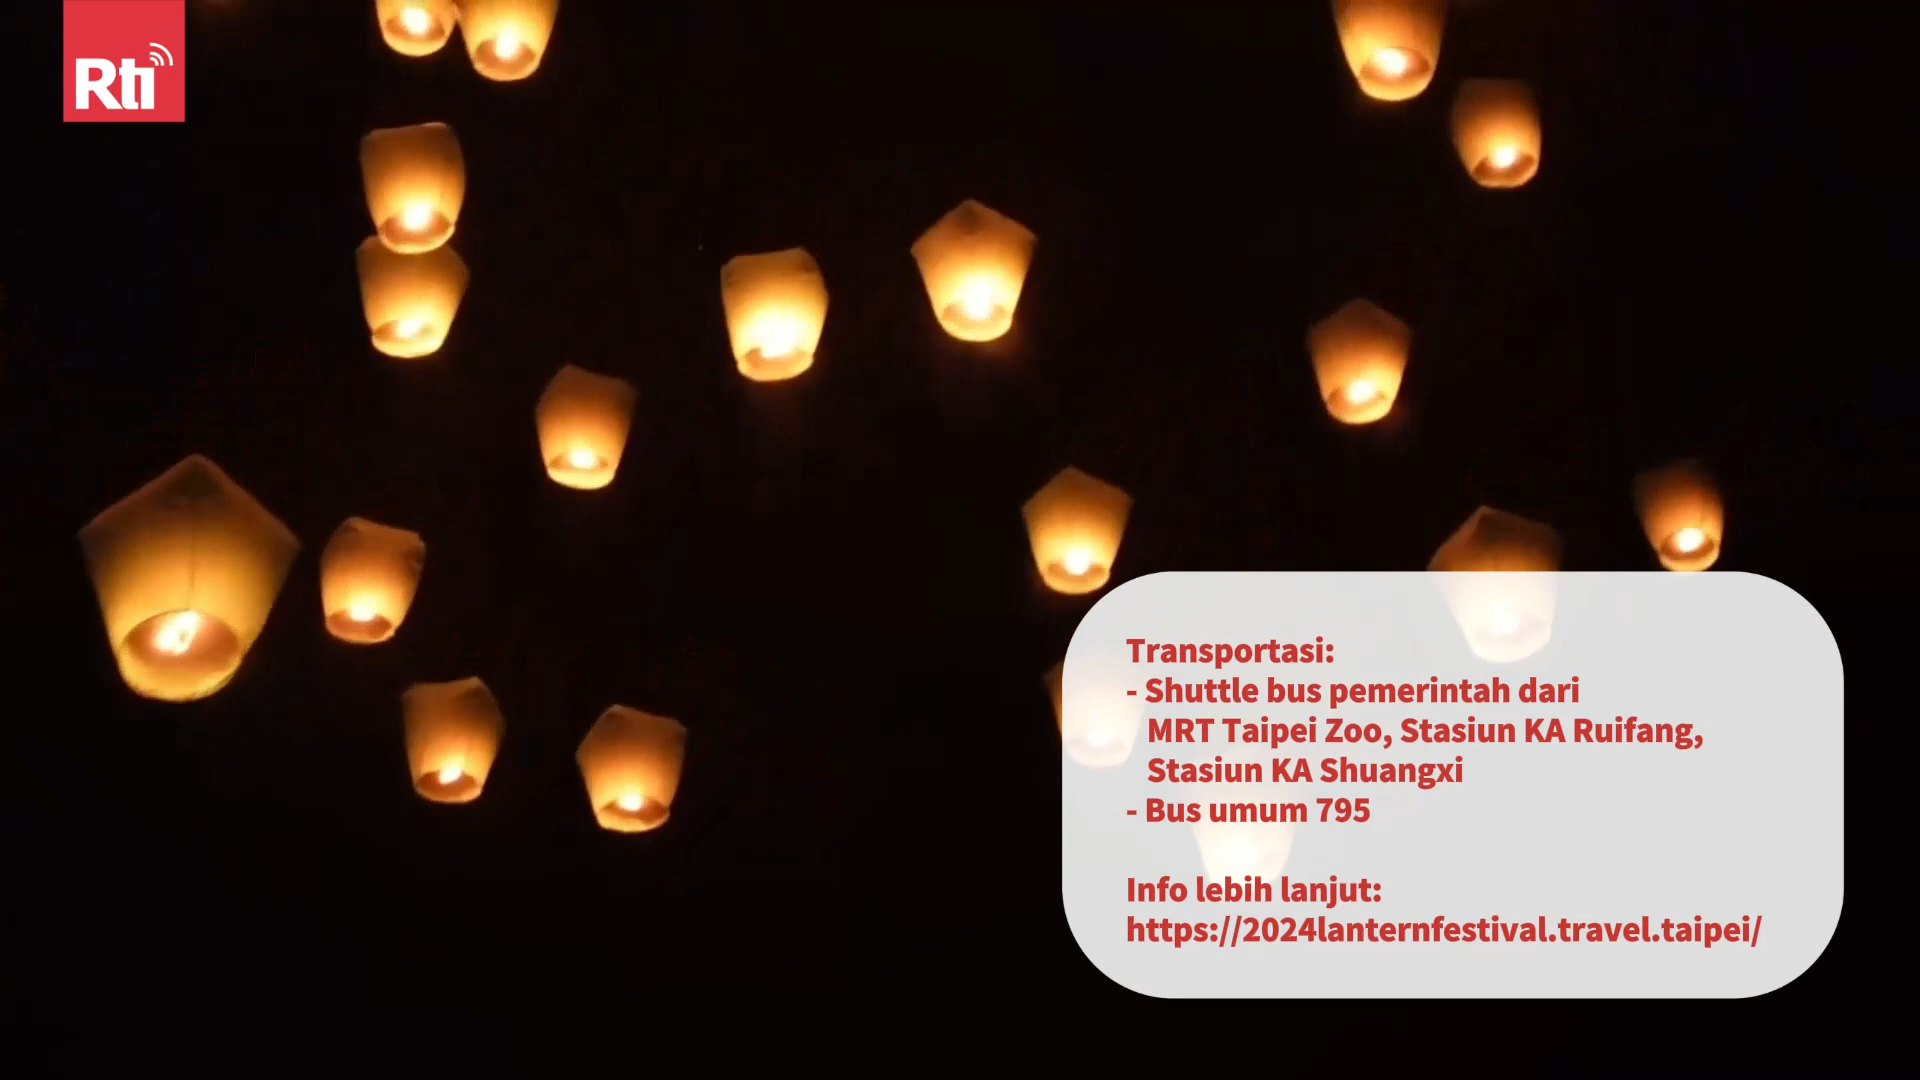 Rti
Transportasi:
- Shuttle bus pemerintah dari
MRT Taipei Zoo, Stasiun KA Ruifang,
Stasiun KA Shuangxi
- Bus umum 795
Info lebih lanjut:
https://2024lanternfestival.travel.taipei/